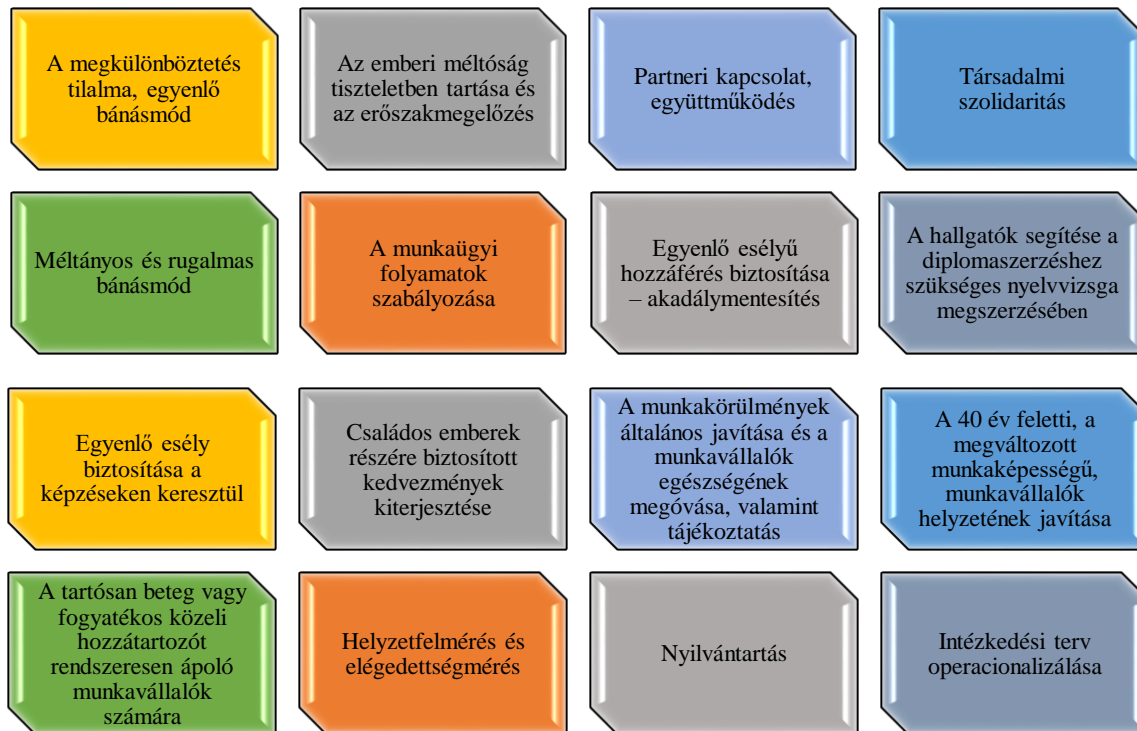 A megkülönböztetés
tilalma, egyenlő
bánásmód
Az emberi méltóság
tiszteletben tartása és
az erőszakmegelőzés
Partneri kapcsolat,
együttműködés
Társadalmi
szolidaritás
Méltányos és rugalmas
bánásmód
A munkaügyi
folyamatok
szabályozása
Egyenlő esélyű
hozzáférés biztosítása
– akadálymentesítés
A hallgatók segítése a
diplomaszerzéshez
szükséges nyelvvizsga
megszerzésében
Egyenlő esély
biztosítása a
képzéseken keresztül
Családos emberek
részére biztosított
kedvezmények
kiterjesztése
A munkakörülmények
általános javítása és a
munkavállalók
egészségének
megóvása, valamint
tájékoztatás
A 40 év feletti, a
megváltozott
munkaképességű,
munkavállalók
helyzetének javítása
A tartósan beteg vagy
fogyatékos közeli
hozzátartozót
rendszeresen ápoló
munkavállalók
számára
Helyzetfelmérés és
elégedettségmérés
Nyilvántartás
Intézkedési terv
operacionalizálása